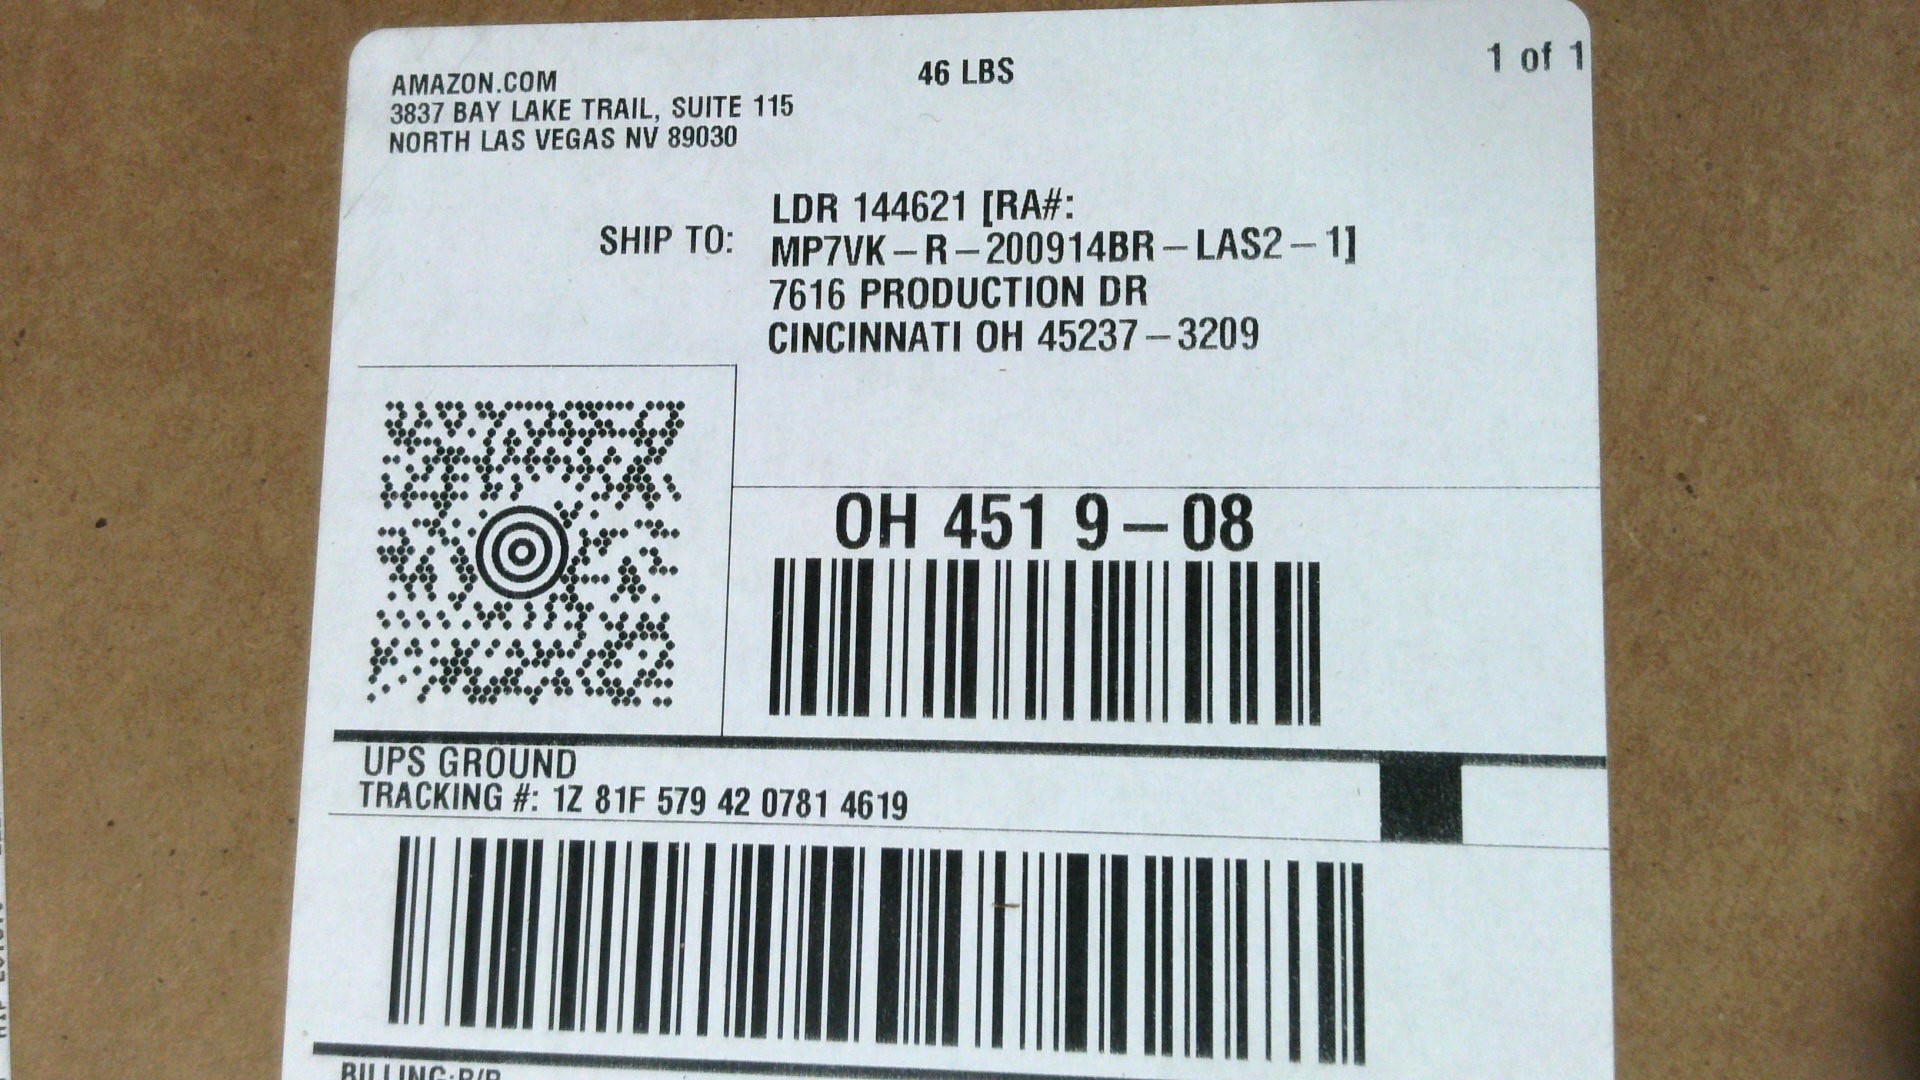 AMAZON.COM
3837 BAY LAKE TRAIL, SUITE 115
NORTH LAS VEGAS NV 89030
46 LBS
1 of 1
SHIP TO:
LDR 144621 [RA#:
MP7VK-R-200914BR-LAS2-1]
7616 PRODUCTION DR
CINCINNATI OH 45237-3209
OH 451 9-08
UPS GROUND
TRACKING #: 1Z 81F 579 42 0781 4619
BILLING: P/P